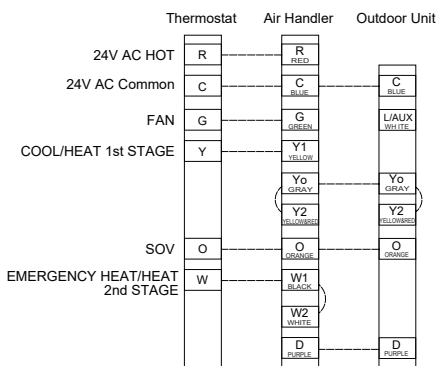 Thermostat Air Handler Outdoor Unit
24V AC HOT R R
RED
24V AC Common C C C
BLUE BLUE
FAN G G L/AUX
GREEN WH ITE
COOL/HEAT 1st STAGE Y Y1
YELLOW
Yo Yo
GRAY GRAY
Y2 Y2
YELLOW&RED YELLOW&RED
SOV O O O
ORANGE ORANGE
EMERGENCY HEAT/HEAT W W1
2nd STAGE BLACK
W2
WHITE
D D
PURPLE PURPLE